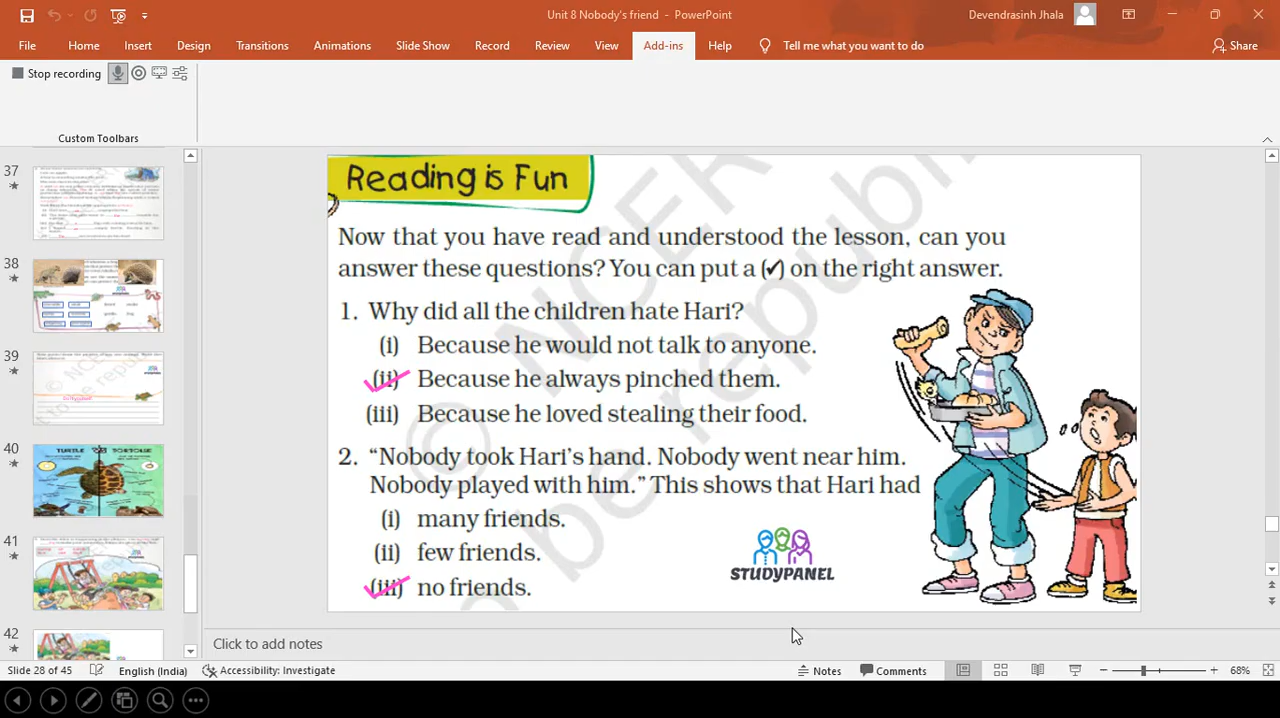 Unit 8 Nobody's friend - PowerPoint
Devendrasinh Jhala
File Home Insert Design Transitions Animations Slide Show Record Review View Add-ins Help Tell me what you want to do Share
Stop recording
Custom Toolbars
37
38
39
40
41
42
Reading is Fun
Now that you have read and understood the lesson, can you
answer these questions? You can put a (✔) on the right answer.
1. Why did all the children hate Hari?
(i) Because he would not talk to anyone.
(ii) Because he always pinched them.
(iii) Because he loved stealing their food.
2. “Nobody took Hari’s hand. Nobody went near him.
Nobody played with him.” This shows that Hari had
(i) many friends.
(ii) few friends.
(iii) no friends.
STUDYPANEL
Click to add notes
Slide 28 of 45 English (India) Accessibility: Investigate Notes Comments 68%